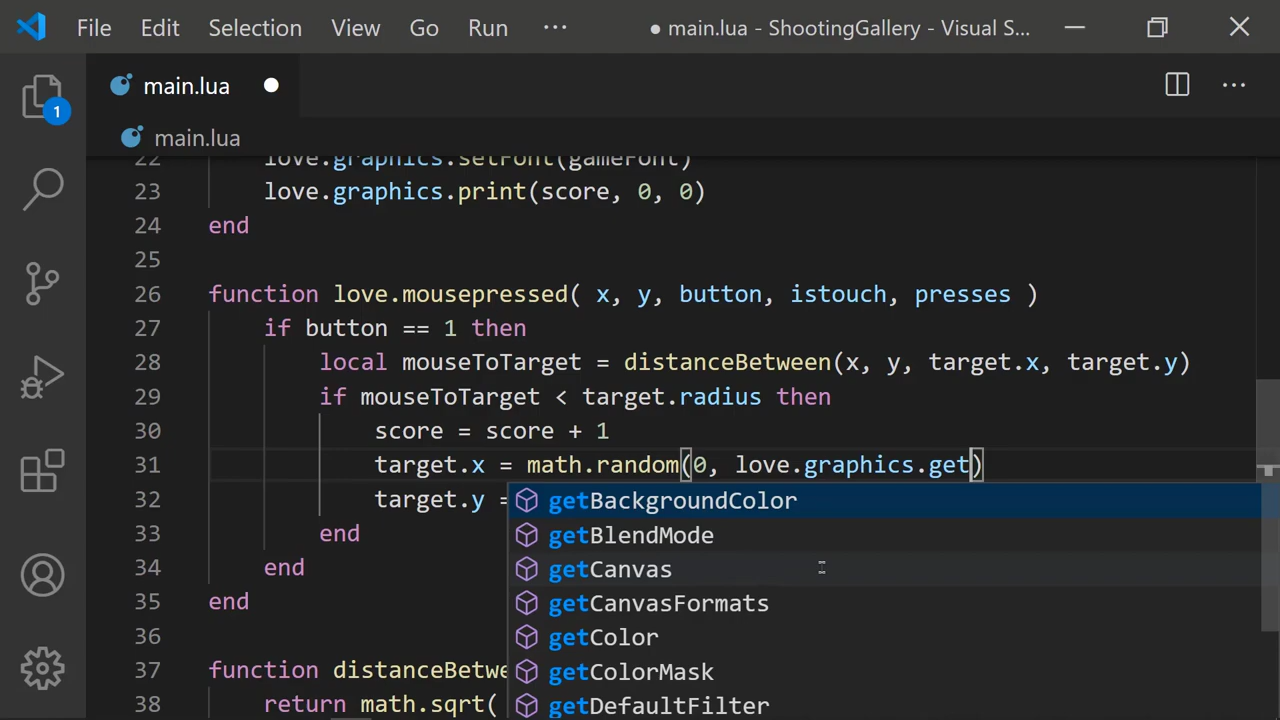 File Edit Selection View Go Run ··· ● main.lua - ShootingGallery - Visual S...
main.lua
1
main.lua
22 love.graphics.setFont(gameFont)
23 love.graphics.print(score, 0, 0)
24 end
25
26 function love.mousepressed( x, y, button, istouch, presses )
27 if button == 1 then
28 local mouseToTarget = distanceBetween(x, y, target.x, target.y)
29 if mouseToTarget < target.radius then
30 score = score + 1
31 target.x = math.random(0, love.graphics.get)
32 target.y =
getBackgroundColor
33 end
getBlendMode
34 end
getCanvas
35 end
getCanvasFormats
36
getColor
37 function distanceBetwe
getColorMask
38 return math.sqrt(
getDefaultFilter